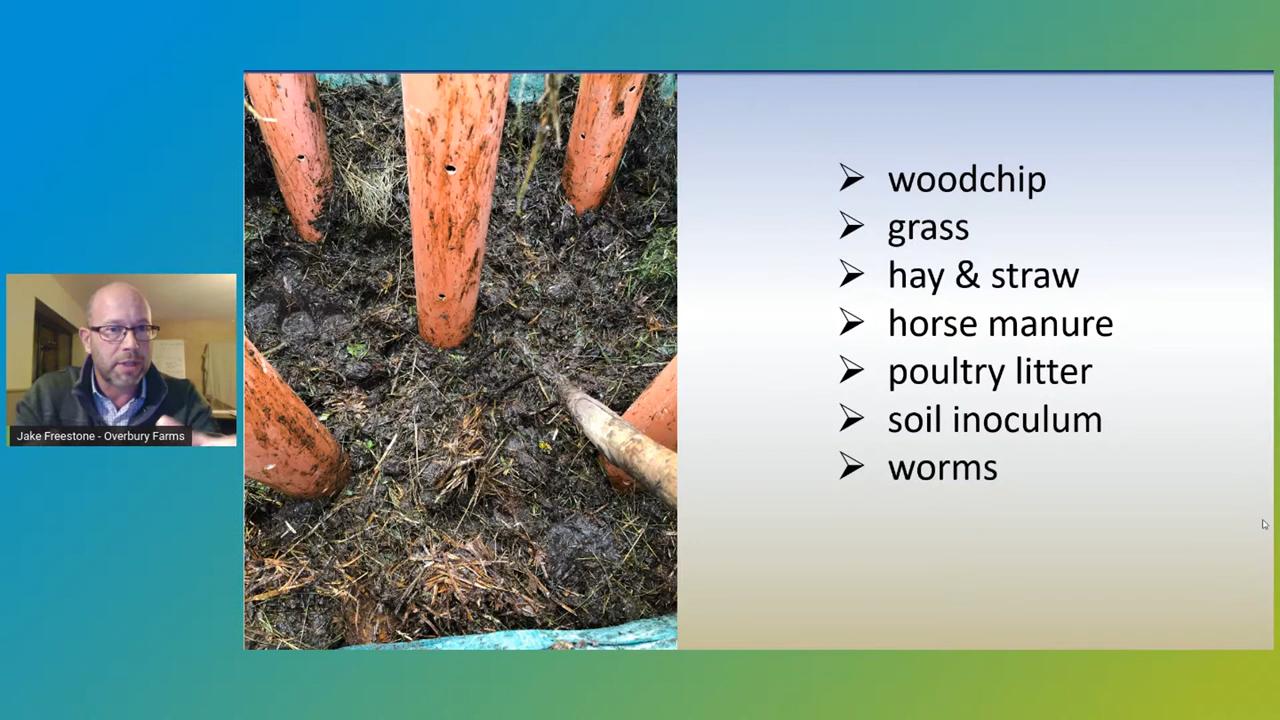 woodchip
grass
hay & straw
horse manure
poultry litter
soil inoculum
worms
Jake Freestone - Overbury Farms